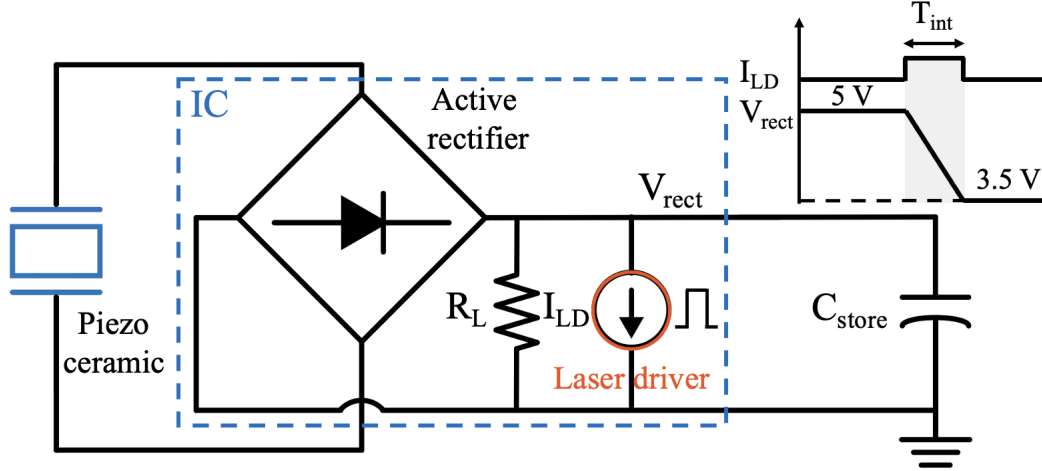 T_int
I_LD
5 V
V_rect
3.5 V
IC
Active
rectifier
V_rect
R_L
I_LD
C_store
Piezo
ceramic
Laser driver